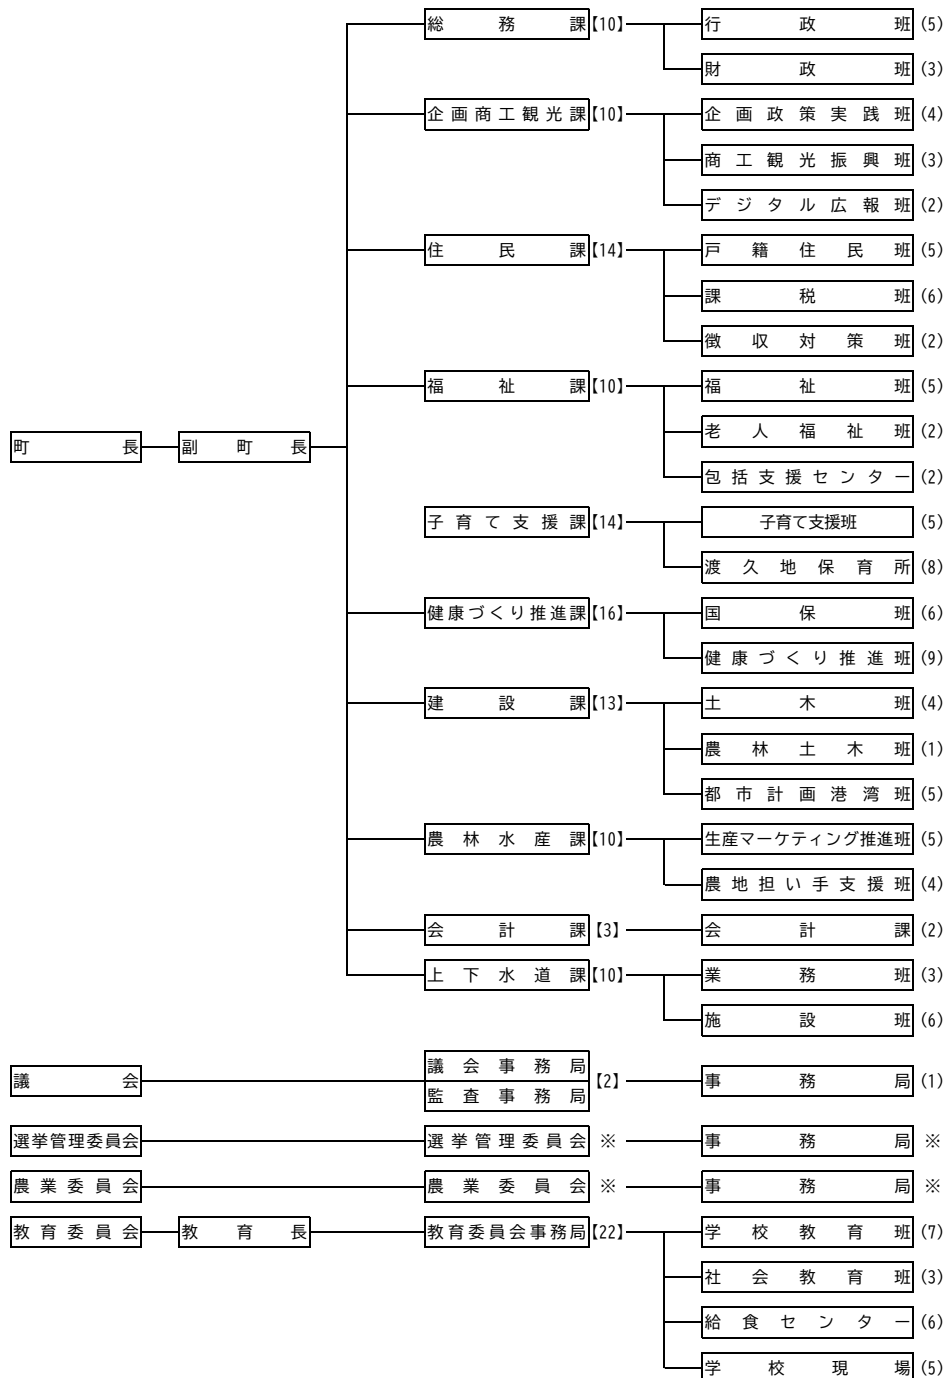 総務課【10】 行政班 (5)
財政班 (3)
企画商工観光課【10】 企画政策実践班 (4)
商工観光振興班 (3)
デジタル広報班 (2)
住民課【14】 戸籍住民班 (5)
課税班 (6)
徴収対策班 (2)
福祉課【10】 福祉班 (5)
町長 副町長 老人福祉班 (2)
包括支援センター (2)
子育て支援課【14】 子育て支援班 (5)
渡久地保育所 (8)
健康づくり推進課【16】 国保班 (6)
健康づくり推進班 (9)
建設課【13】 土木班 (4)
農林土木班 (1)
都市計画港湾班 (5)
農林水産課【10】 生産マーケティング推進班 (5)
農地担い手支援班 (4)
会計課【3】 会計課 (2)
上下水道課【10】 業務班 (3)
施設班 (6)
議会 議会事務局 監査事務局【2】 事務局 (1)
選挙管理委員会 選挙管理委員会 ※ 事務局 ※
農業委員会 農業委員会 ※ 事務局 ※
教育委員会 教育長 教育委員会事務局【22】 学校教育班 (7)
社会教育班 (3)
給食センター (6)
学校現場 (5)